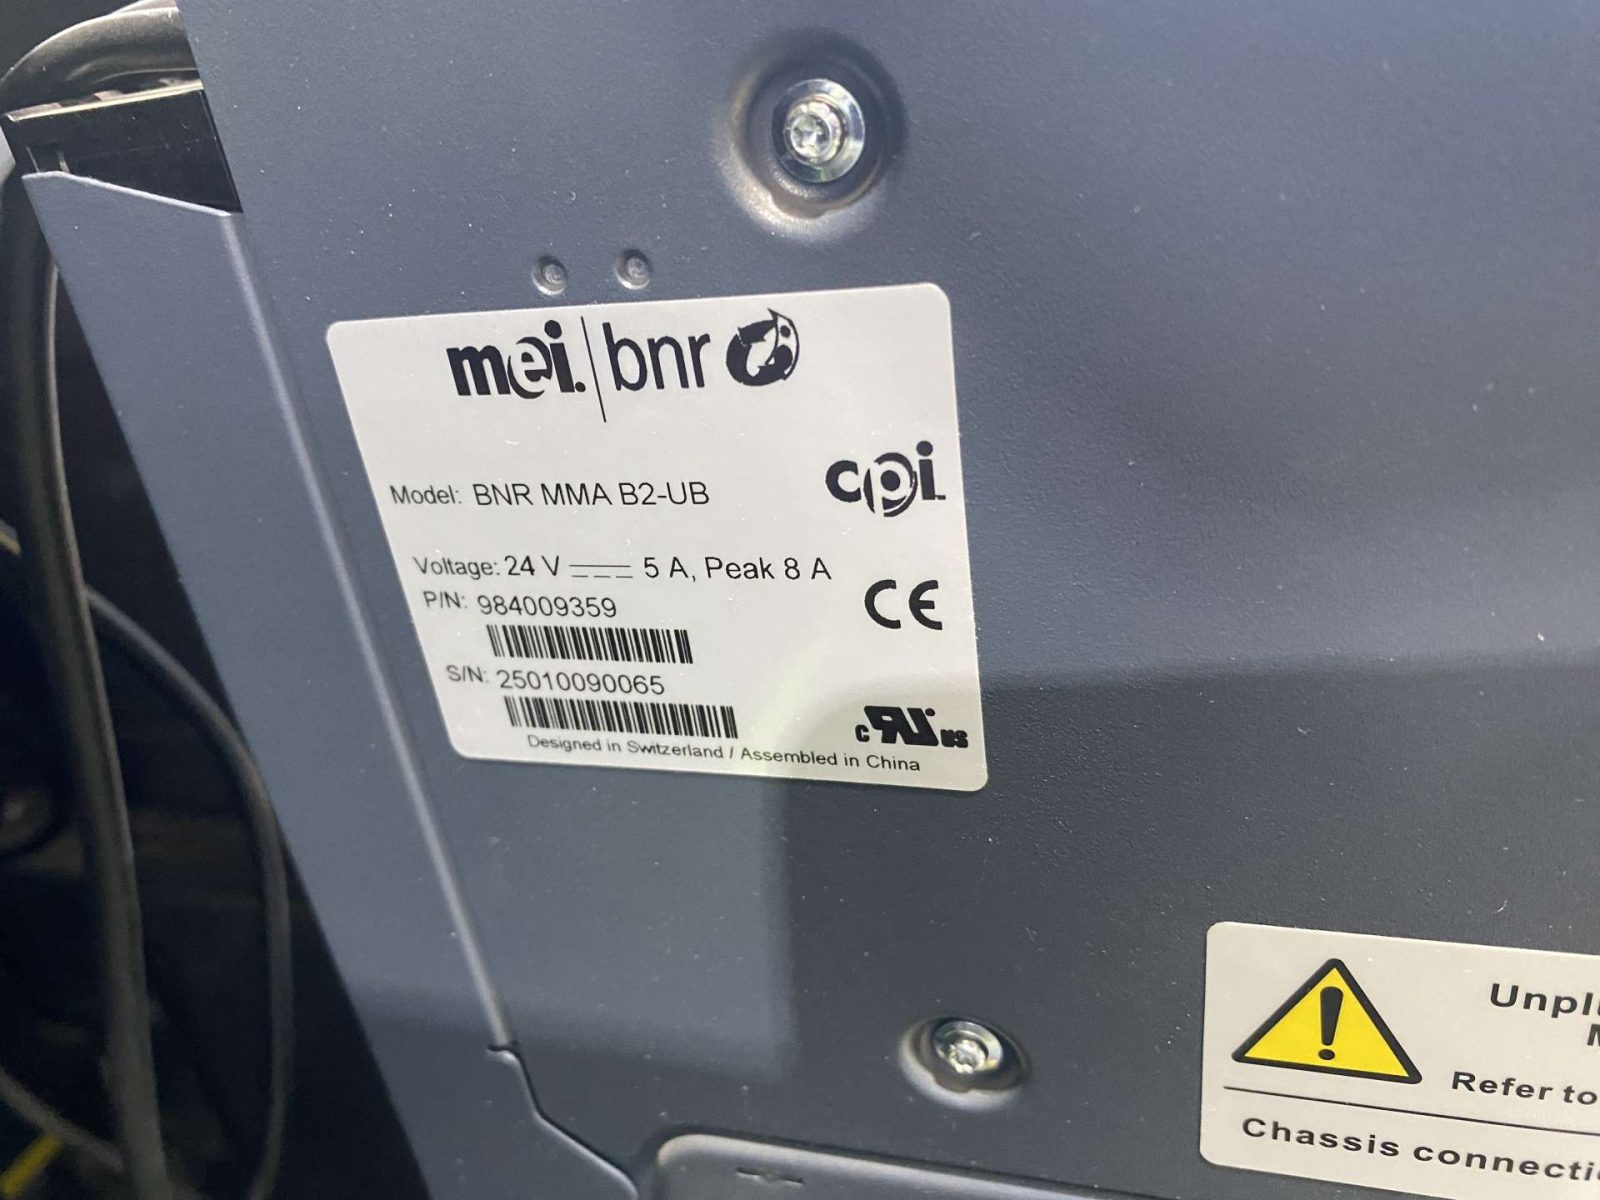 mei. bnr
cpi.
Model: BNR MMA B2-UB
Voltage: 24 V 5 A, Peak 8 A
P/N: 984009359
CE
S/N: 25010090065
c RU us
Designed in Switzerland / Assembled in China
Refer to
Chassis